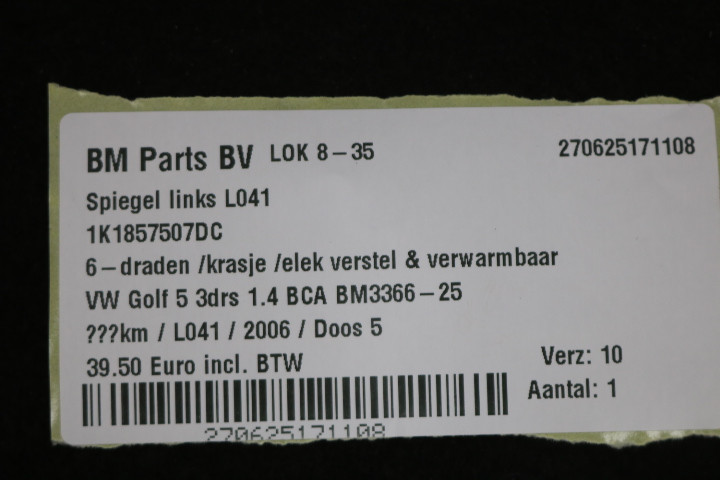 BM Parts BV LOK 8-35 270625171108
Spiegel links L041
1K1857507DC
6-draden /krasje /elek verstel & verwarmbaar
VW Golf 5 3drs 1.4 BCA BM3366-25
???km / L041 / 2006 / Doos 5
39.50 Euro incl. BTW Verz: 10
Aantal: 1
270625171108